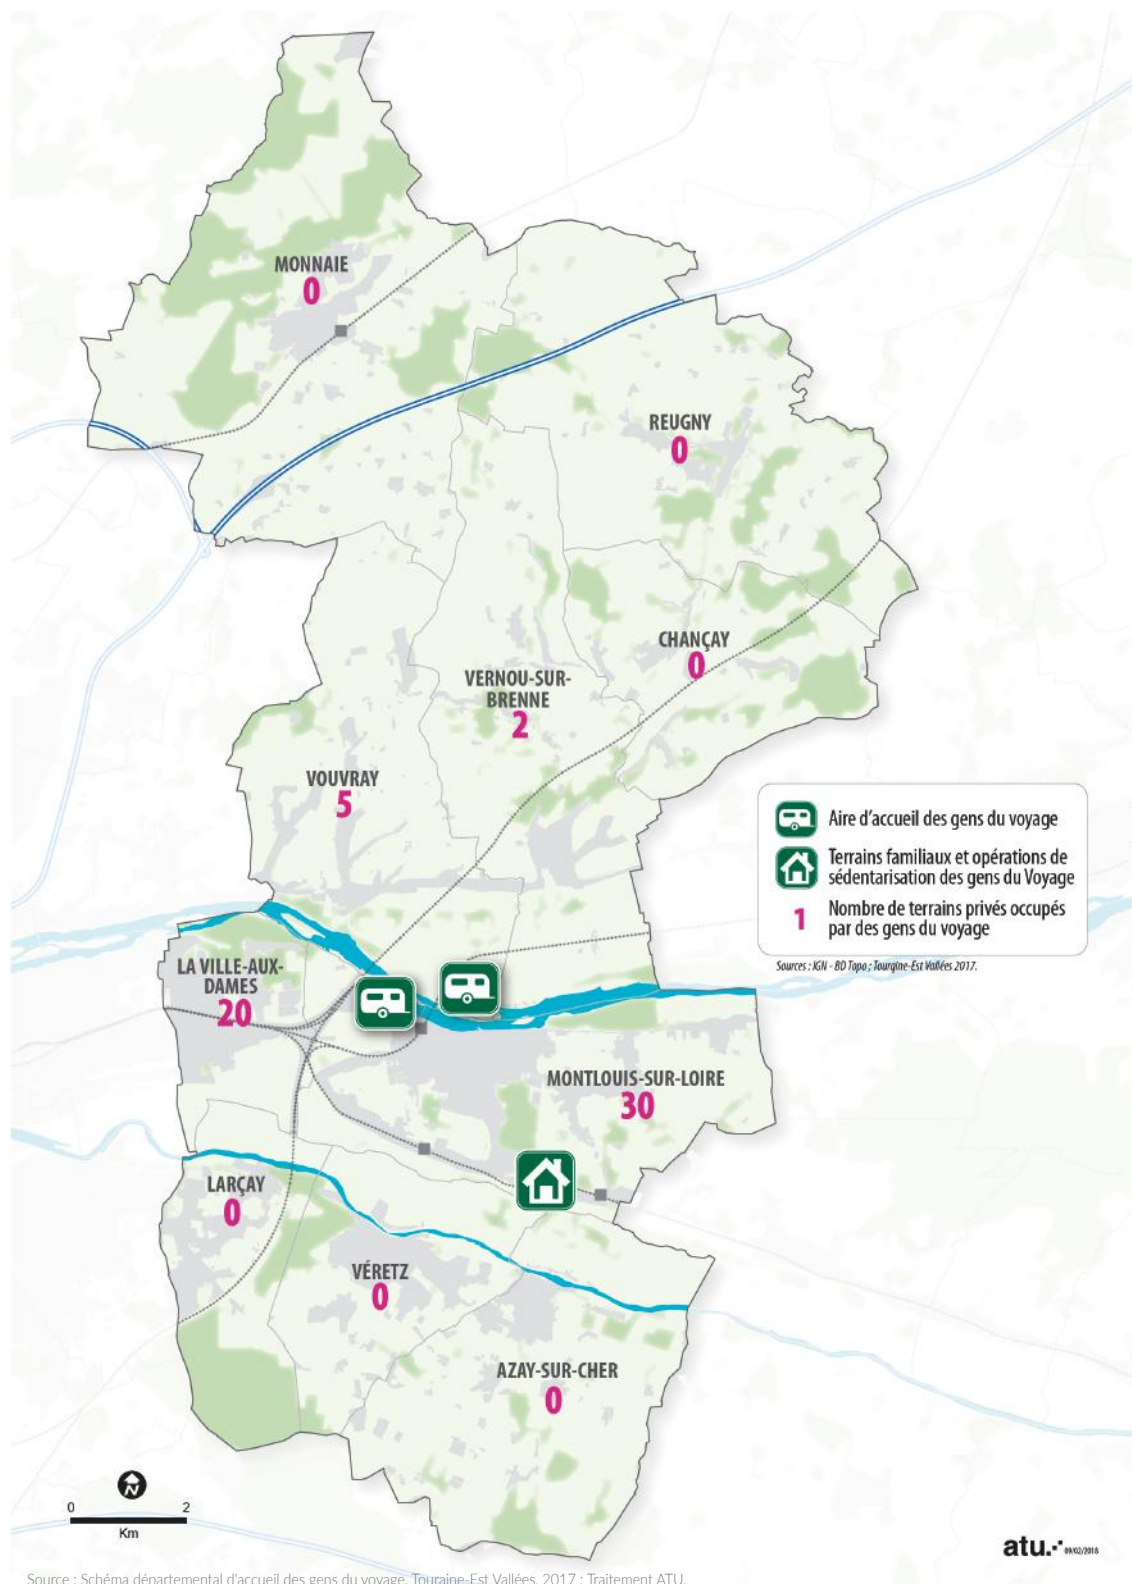 MONNAIE
0
REUGNY
0
CHANÇAY
0
VERNOU-SUR-
BRENNE
2
VOUVRAY
5
Aire d'accueil des gens du voyage
Terrains familiaux et opérations de
sédentarisation des gens du Voyage
1
Nombre de terrains privés occupés
par des gens du voyage
Sources : IGN - BD Topo ; Touraine-Est Vallées 2017.
LA VILLE-AUX-
DAMES
20
MONTLOUIS-SUR-LOIRE
30
LARÇAY
0
VÉRETZ
0
AZAY-SUR-CHER
0
N
0 2
Km
atu. 09/02/2018
Source : Schéma départemental d'accueil des gens du voyage, Touraine-Est Vallées, 2017 ; Traitement ATU.